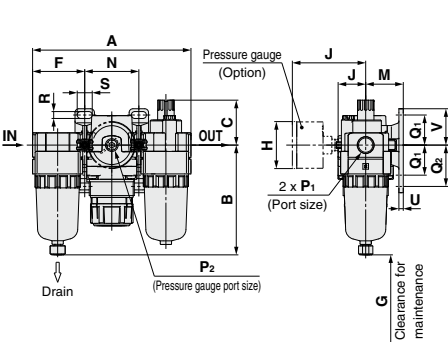 A
F
N
S
R
IN
OUT
C
B
P2
(Pressure gauge port size)
Drain
Pressure gauge
(Option)
J
J
M
H
V
Q1
Q1
Q2
U
2 x P1
(Port size)
G
Clearance for
maintenance